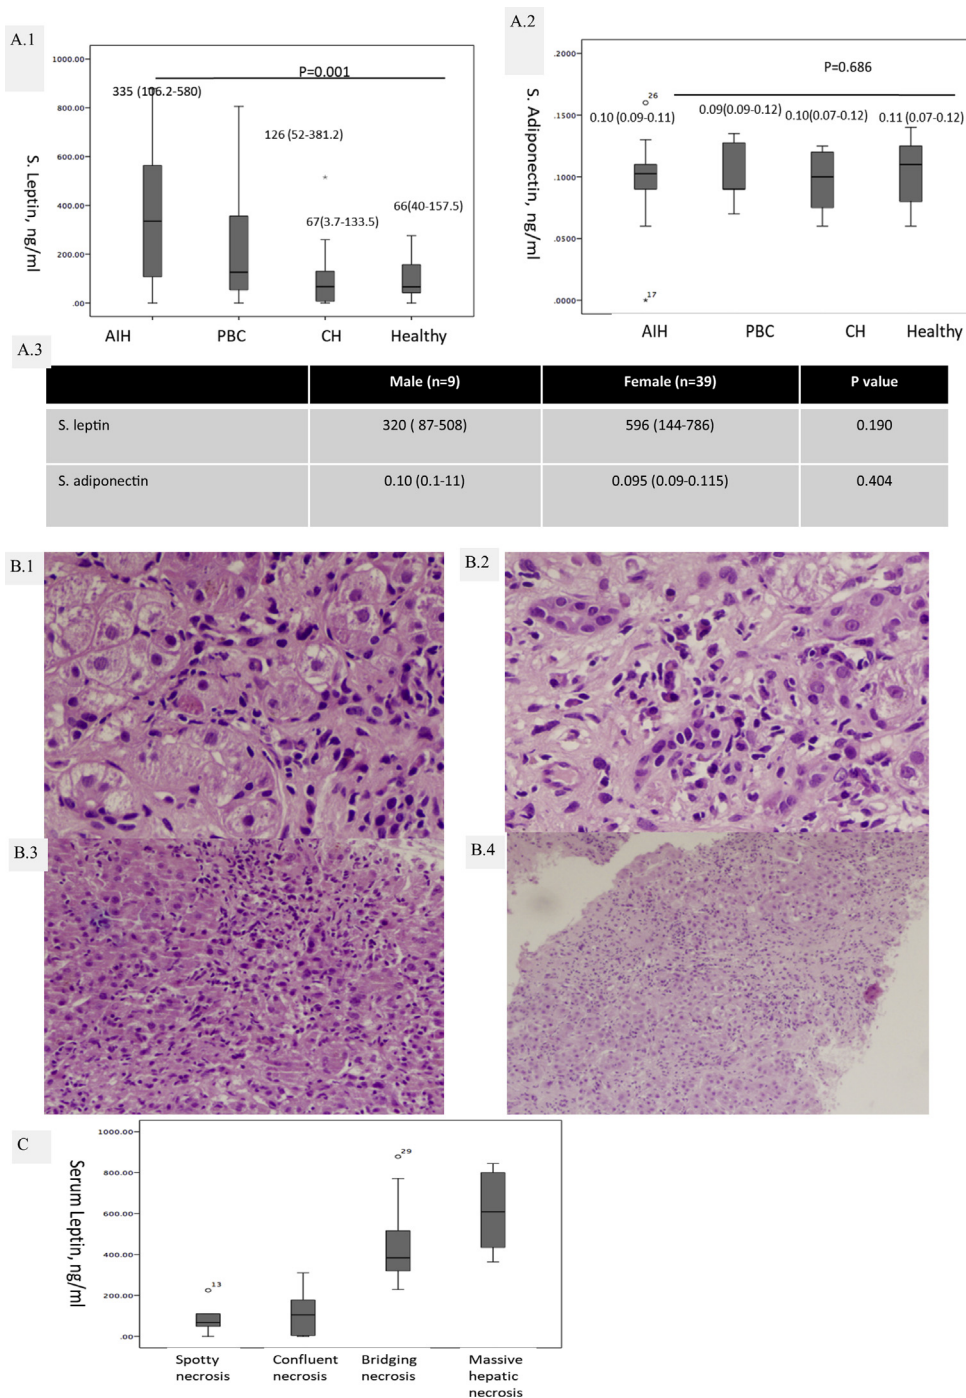 A.1
S. Leptin, ng/ml
1000.00
800.00
600.00
400.00
200.00
.00
P=0.001
335 (106.2-580)
126 (52-381.2)
*
67(3.7-133.5)
66(40-157.5)
AIH PBC CH Healthy
A.2
S. Adiponectin, ng/ml
.2000
.1500
.1000
.0500
.0000
P=0.686
26
0.10 (0.09-0.11) 0.09(0.09-0.12) 0.10(0.07-0.12) 0.11 (0.07-0.12)
*17
AIH PBC CH Healthy
A.3
Male (n=9) Female (n=39) P value
S. leptin 320 ( 87-508) 596 (144-786) 0.190
S. adiponectin 0.10 (0.1-11) 0.095 (0.09-0.115) 0.404
B.1
B.2
B.3
B.4
C
Serum Leptin, ng/ml
1000.00
800.00
600.00
400.00
200.00
.00
13
29
Spotty necrosis
Confluent necrosis
Bridging necrosis
Massive hepatic necrosis